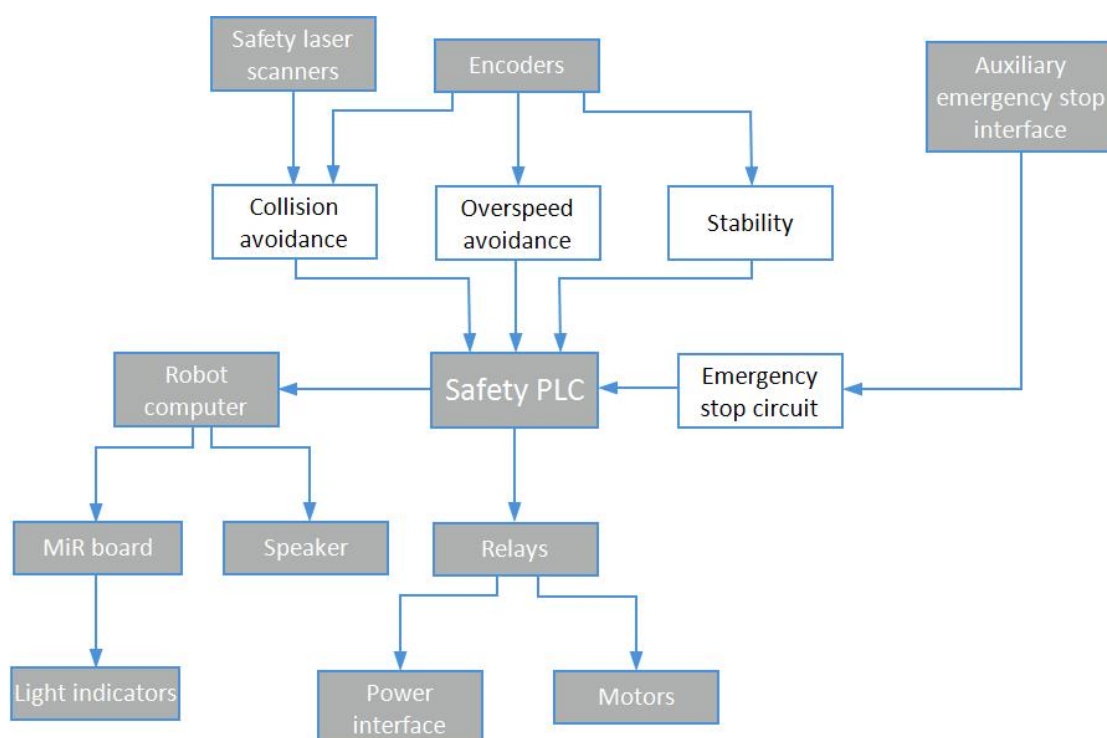 Safety laser
scanners
Encoders
Auxiliary
emergency stop
interface
Collision
avoidance
Overspeed
avoidance
Stability
Robot
computer
Safety PLC
Emergency
stop circuit
MiR board
Speaker
Relays
Light indicators
Power
interface
Motors